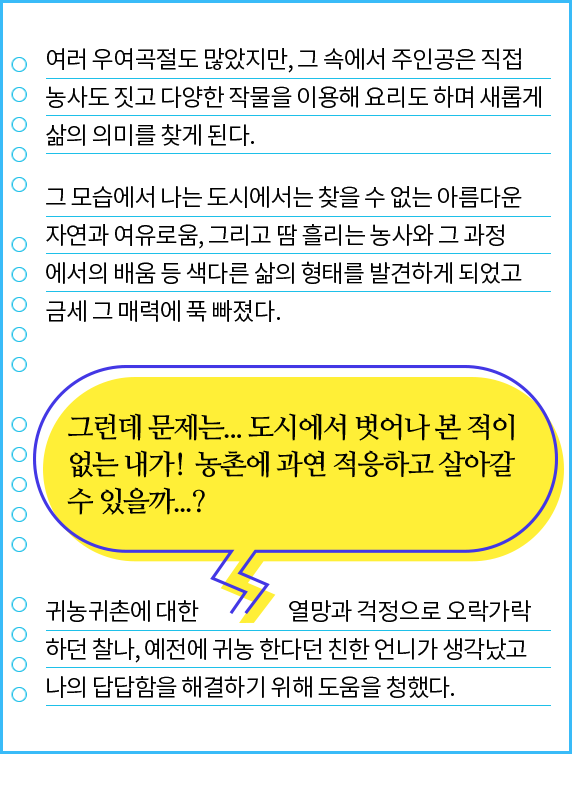 여러 우여곡절도 많았지만, 그 속에서 주인공은 직접
농사도 짓고 다양한 작물을 이용해 요리도 하며 새롭게
삶의 의미를 찾게 된다.
그 모습에서 나는 도시에서는 찾을 수 없는 아름다운
자연과 여유로움, 그리고 땀 흘리는 농사와 그 과정
에서의 배움 등 색다른 삶의 형태를 발견하게 되었고
금세 그 매력에 푹 빠졌다.
그런데 문제는... 도시에서 벗어나 본 적이
없는 내가! 농촌에 과연 적응하고 살아갈
수 있을까...?
귀농귀촌에 대한 열망과 걱정으로 오락가락
하던 찰나, 예전에 귀농 한다던 친한 언니가 생각났고
나의 답답함을 해결하기 위해 도움을 청했다.